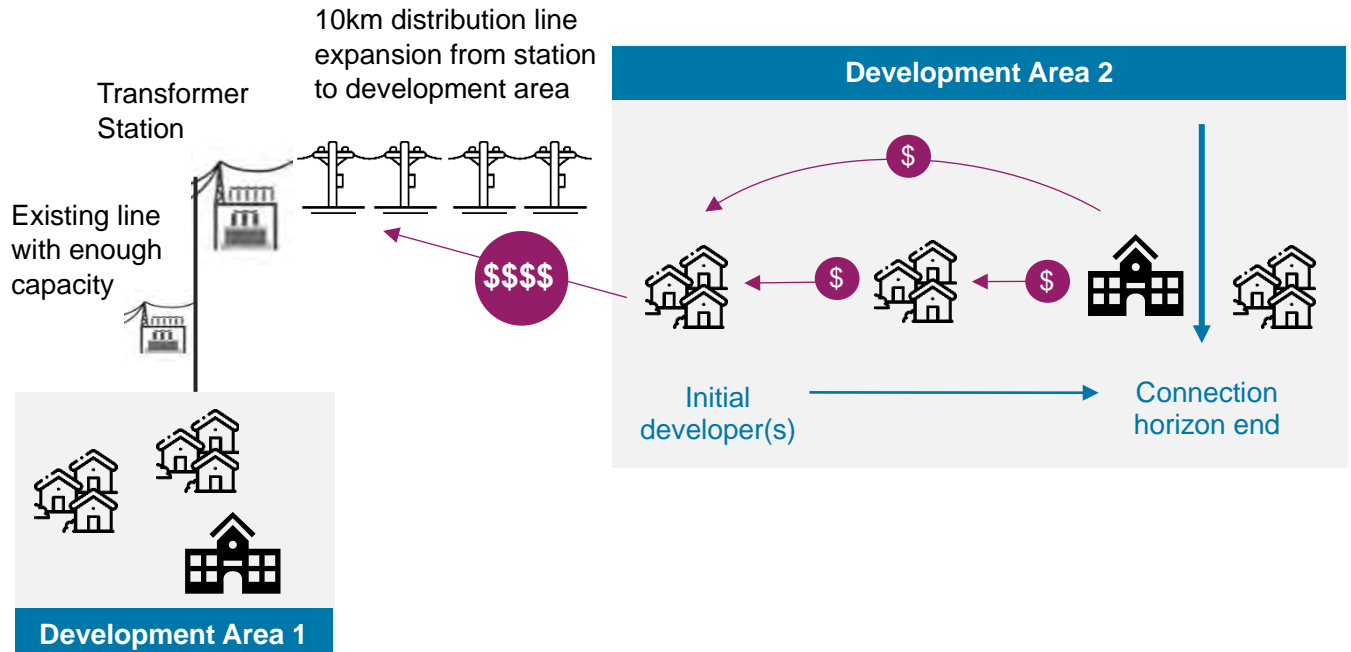 10km distribution line
expansion from station
to development area
Transformer
Station
Existing line
with enough
capacity
$$$$
Development Area 2
$
$
$
Initial
developer(s)
Connection
horizon end
Development Area 1